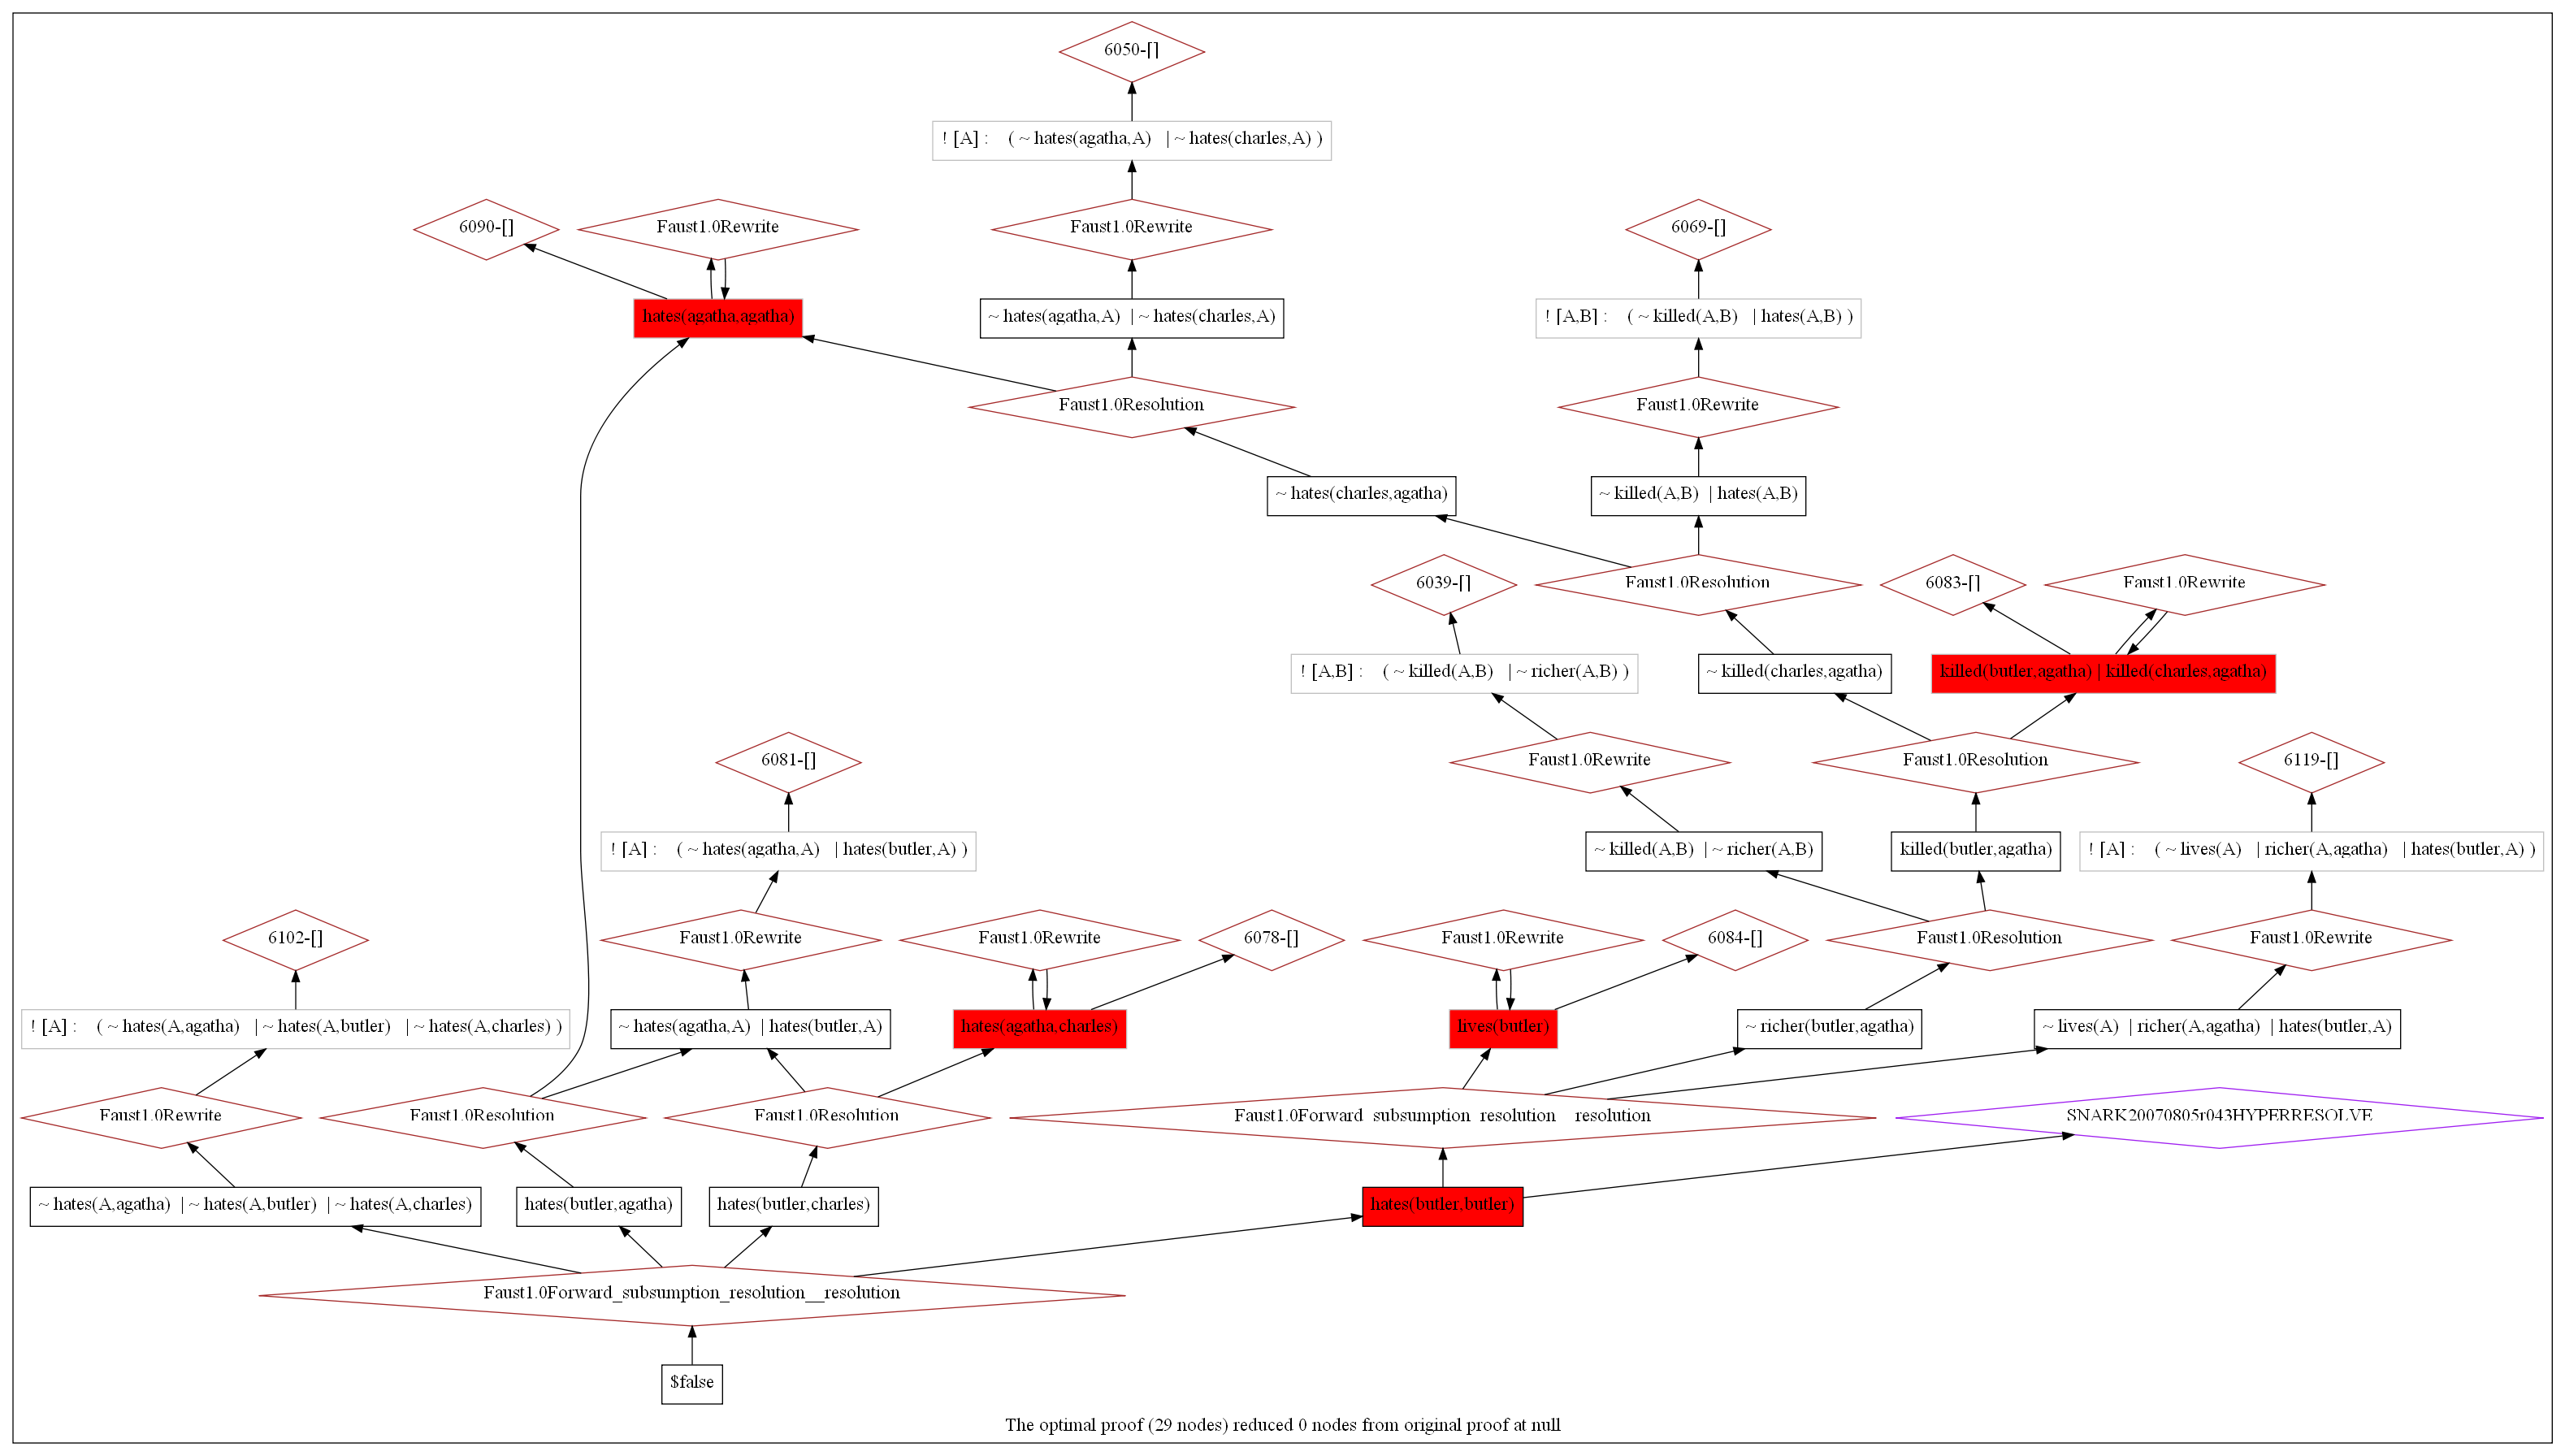 6050-[]
! [A] : ( ~ hates(agatha,A) | ~ hates(charles,A) )
6090-[]
Faust1.0Rewrite
Faust1.0Rewrite
6069-[]
hates(agatha,agatha)
~ hates(agatha,A) | ~ hates(charles,A)
! [A,B] : ( ~ killed(A,B) | hates(A,B) )
Faust1.0Resolution
Faust1.0Rewrite
~ hates(charles,agatha)
~ killed(A,B) | hates(A,B)
6039-[]
Faust1.0Resolution
6083-[]
Faust1.0Rewrite
! [A,B] : ( ~ killed(A,B) | ~ richer(A,B) )
~ killed(charles,agatha)
killed(butler,agatha) | killed(charles,agatha)
6081-[]
Faust1.0Rewrite
Faust1.0Resolution
6119-[]
! [A] : ( ~ hates(agatha,A) | hates(butler,A) )
~ killed(A,B) | ~ richer(A,B)
killed(butler,agatha)
! [A] : ( ~ lives(A) | richer(A,agatha) | hates(butler,A) )
6102-[]
Faust1.0Rewrite
Faust1.0Rewrite
6078-[]
Faust1.0Rewrite
6084-[]
Faust1.0Resolution
Faust1.0Rewrite
! [A] : ( ~ hates(A,agatha) | ~ hates(A,butler) | ~ hates(A,charles) )
~ hates(agatha,A) | hates(butler,A)
hates(agatha,charles)
lives(butler)
~ richer(butler,agatha)
~ lives(A) | richer(A,agatha) | hates(butler,A)
Faust1.0Rewrite
Faust1.0Resolution
Faust1.0Resolution
Faust1.0Forward_subsumption_resolution__resolution
SNARK20070805r043HYPERRESOLVE
~ hates(A,agatha) | ~ hates(A,butler) | ~ hates(A,charles)
hates(butler,agatha)
hates(butler,charles)
hates(butler,butler)
Faust1.0Forward_subsumption_resolution__resolution
$false
The optimal proof (29 nodes) reduced 0 nodes from original proof at null